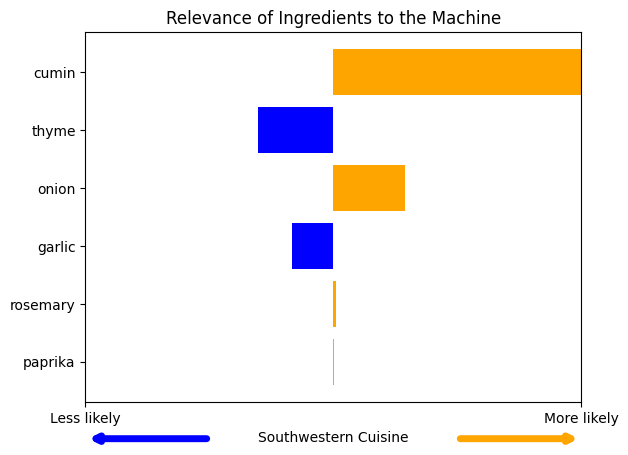 Relevance of Ingredients to the Machine
cumin
thyme
onion
garlic
rosemary
paprika
Less likely
More likely
Southwestern Cuisine